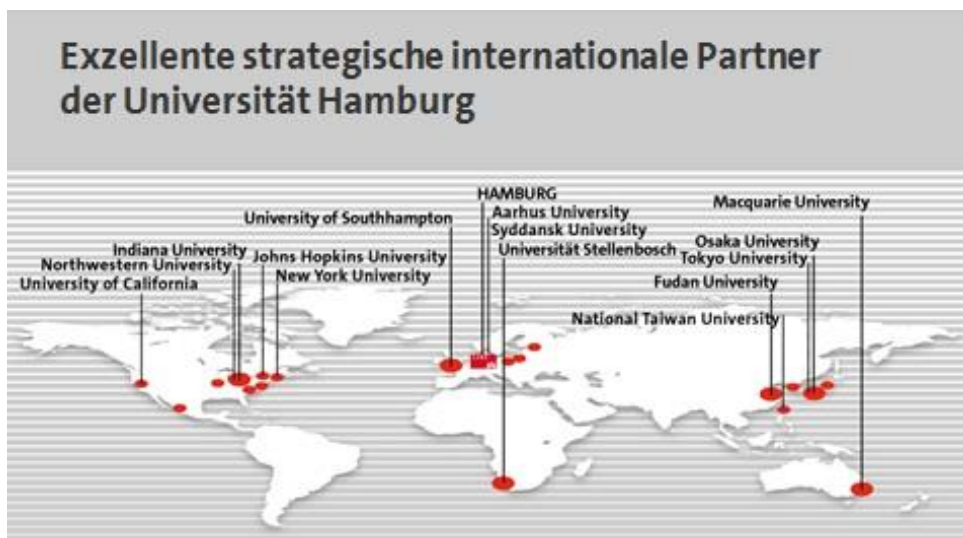 Exzellente strategische internationale Partner
der Universität Hamburg
HAMBURG
Aarhus University
Syddansk University
Universität Stellenbosch
University of Southhampton
Indiana University
Northwestern University
University of California
Johns Hopkins University
New York University
Macquarie University
Osaka University
Tokyo University
Fudan University
National Taiwan University